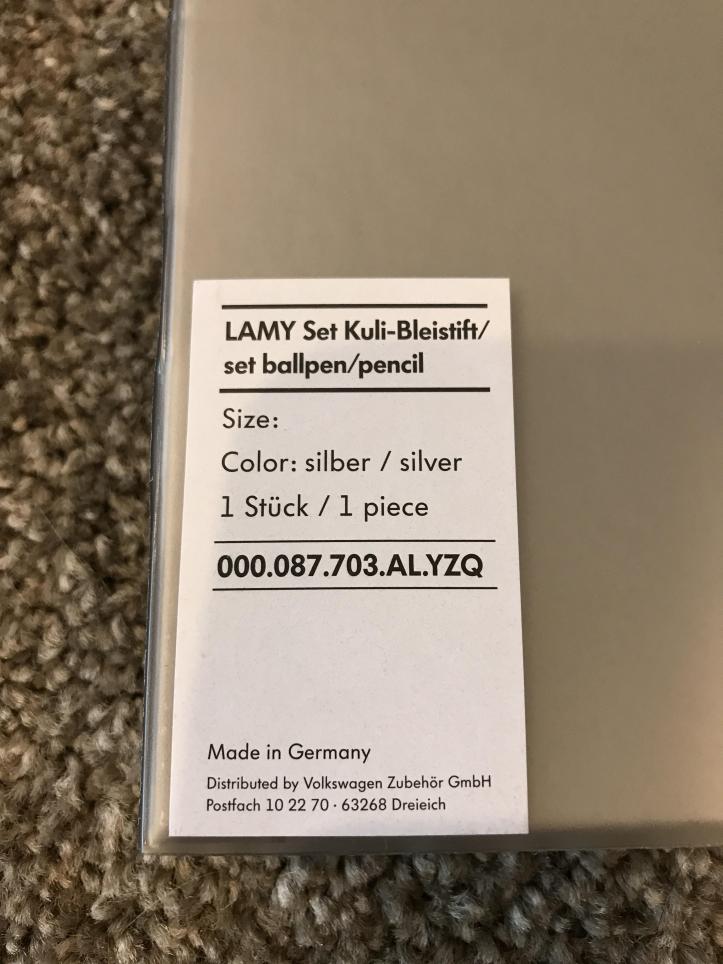 LAMY Set Kuli-Bleistift/
set ballpen/pencil
Size:
Color: silber / silver
1 Stück / 1 piece
000.087.703.AL.YZQ
Made in Germany
Distributed by Volkswagen Zubehör GmbH
Postfach 10 22 70 · 63268 Dreieich